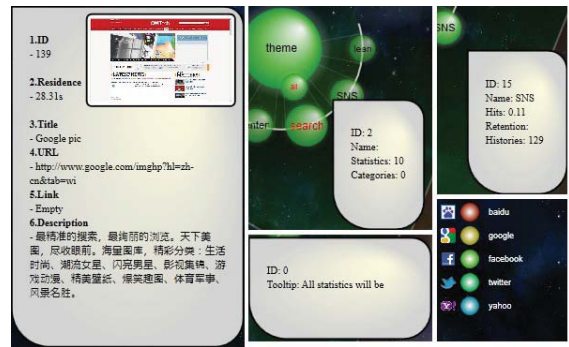 1.ID
- 139
2.Residence
- 28.31s
3.Title
- Google pic
4.URL
- http://www.google.com/imghp?hl=zh-
cn&tab=wi
5.Link
- Empty
6.Description
- 最精准的搜索，最绚丽的浏览。天下美
图，尽收眼前。海量图库，精彩分类：生活
时尚、潮流女星、闪亮男星、影视集锦、游
戏动漫、精美壁纸、爆笑趣图、体育军事、
风景名胜。
LATEST NEWS
theme
lean
all
SNS
enter
search
ID: 2
Name:
Statistics: 10
Categories: 0
ID: 0
Tooltip: All statistics will be
SNS
ID: 15
Name: SNS
Hits: 0.11
Retention:
Histories: 129
baidu
google
facebook
twitter
yahoo